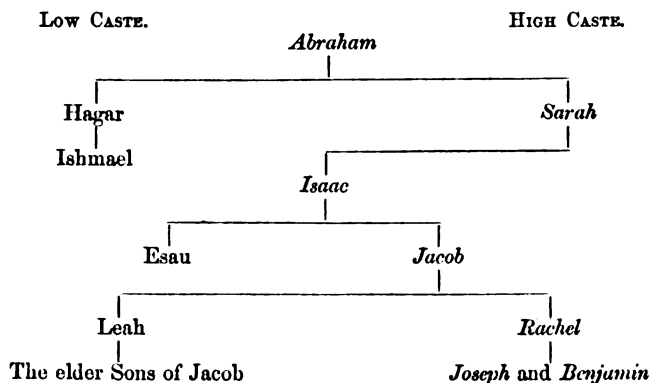 LOW CASTE. HIGH CASTE.
Abraham
Hagar Sarah
Ishmael
Isaac
Esau Jacob
Leah Rachel
The elder Sons of Jacob Joseph and Benjamin